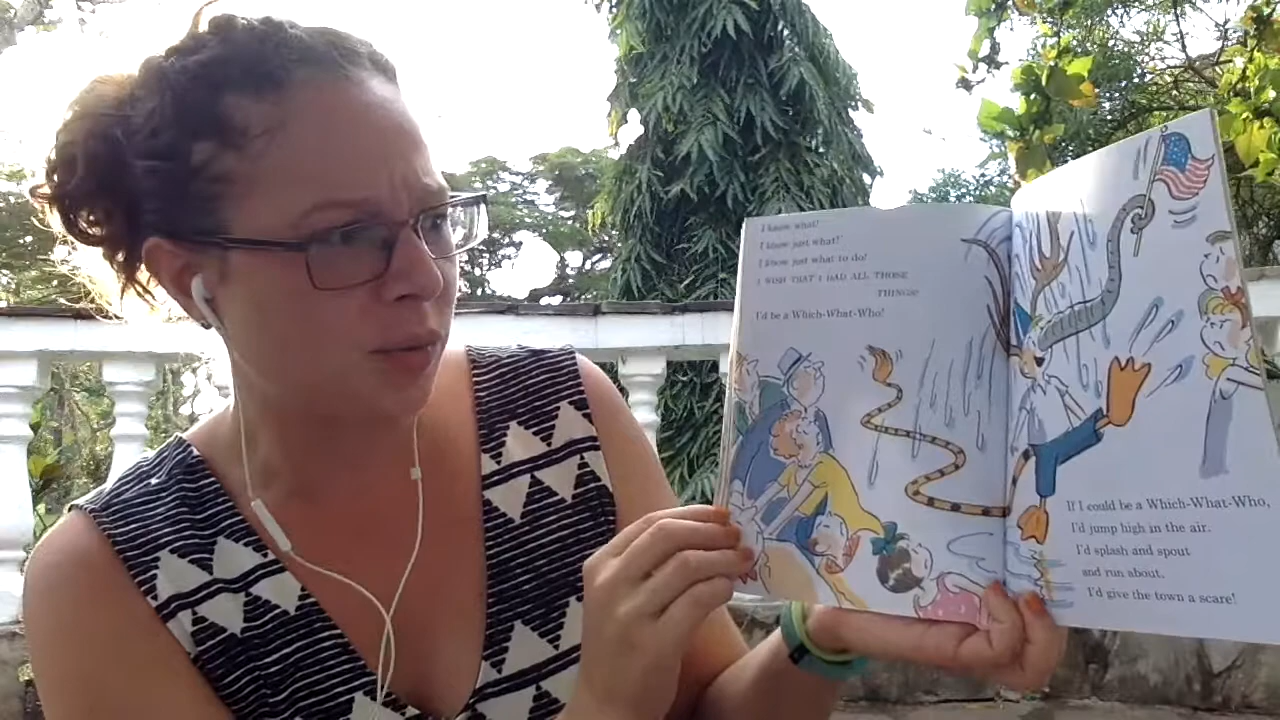 I know what!
I know just what!
I know just what to do!
I WISH THAT I HAD ALL THOSE
THINGS!
I'd be a Which-What-Who!
If I could be a Which-What-Who,
I'd jump high in the air.
I'd splash and spout
and run about.
I'd give the town a scare!